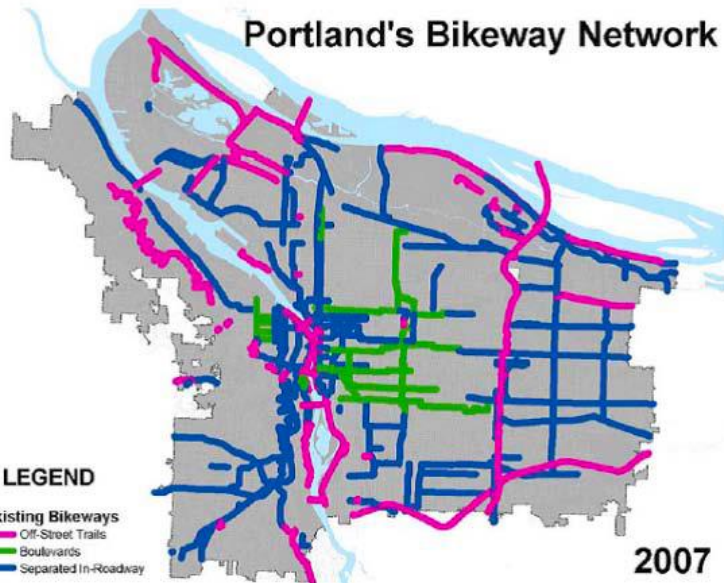 Portland's Bikeway Network
LEGEND
xisting Bikeways
Off-Street Trails
Boulevards
Separated In-Roadway
2007